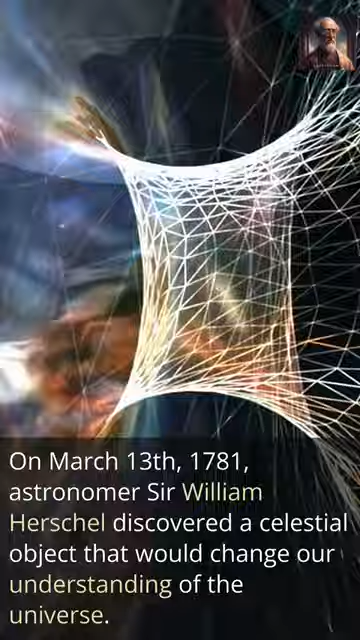 On March 13th, 1781,
astronomer Sir William
Herschel discovered a celestial
object that would change our
understanding of the
universe.